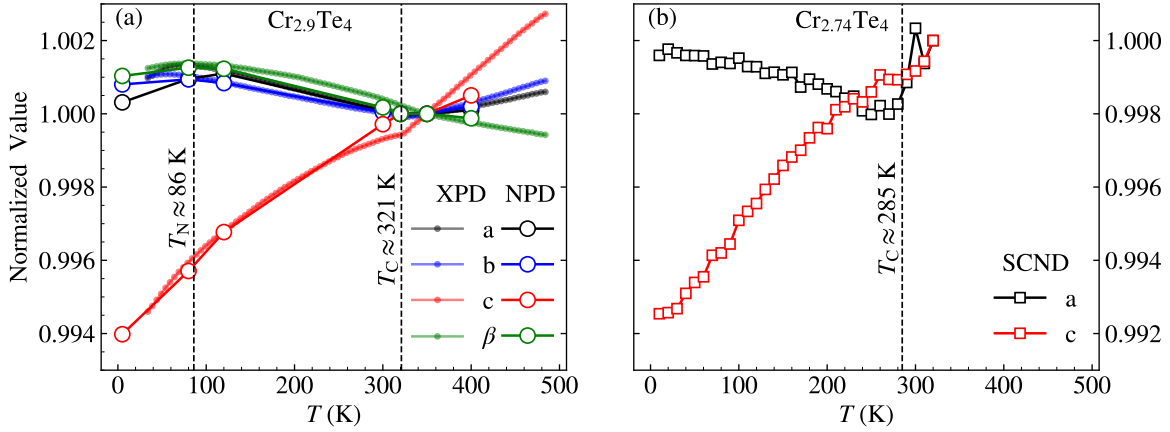 (a)
Cr2.9Te4
(b)
Cr2.74Te4
Normalized Value
1.002
1.000
0.998
0.996
0.994
TN≈86 K
TC≈321 K
XPD NPD
a
b
c
β
0 100 200 300 400 500
T (K)
TC≈285 K
SCND
a
c
1.000
0.998
0.996
0.994
0.992
0 100 200 300 400 500
T (K)